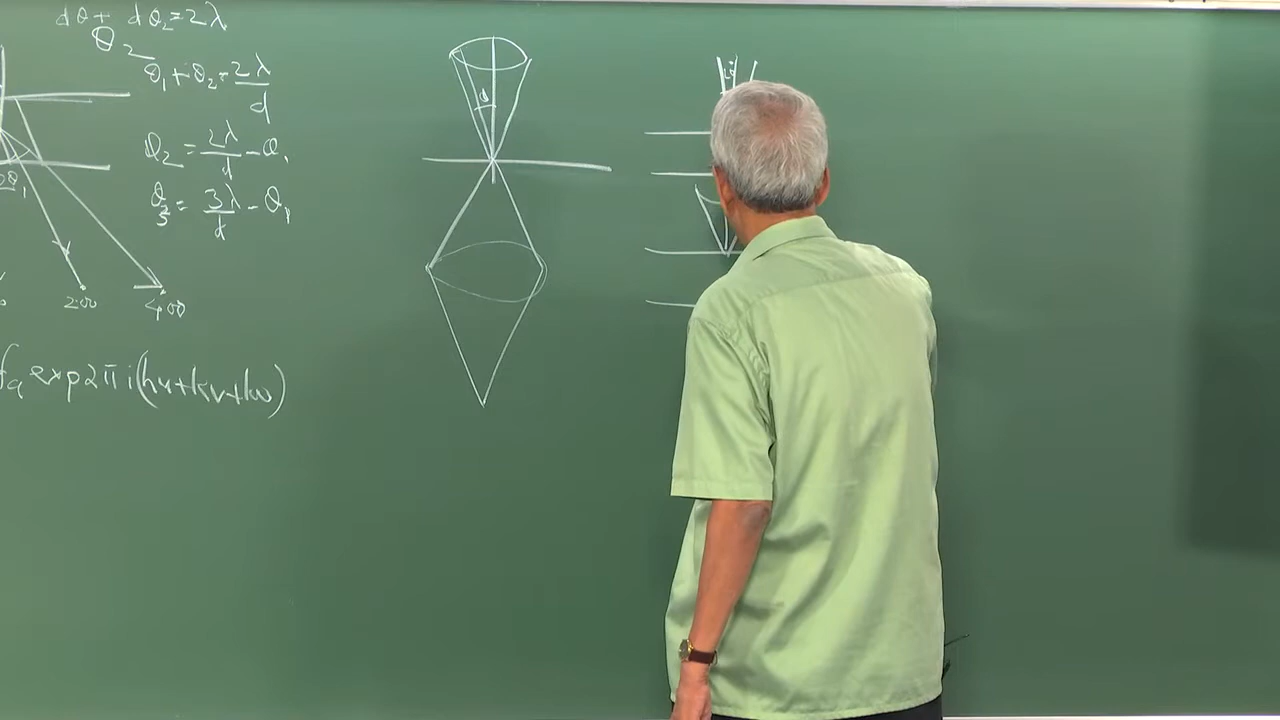 dθ + dθ₂ = 2λ
θ₂
θ₁ + θ₂ = 2λ/d
θ₂ = 2λ/d - θ₁
θ₃ = 3λ/d - θ₁
θ₁
200
400
exp 2πi(hu+kv+lw)
θ